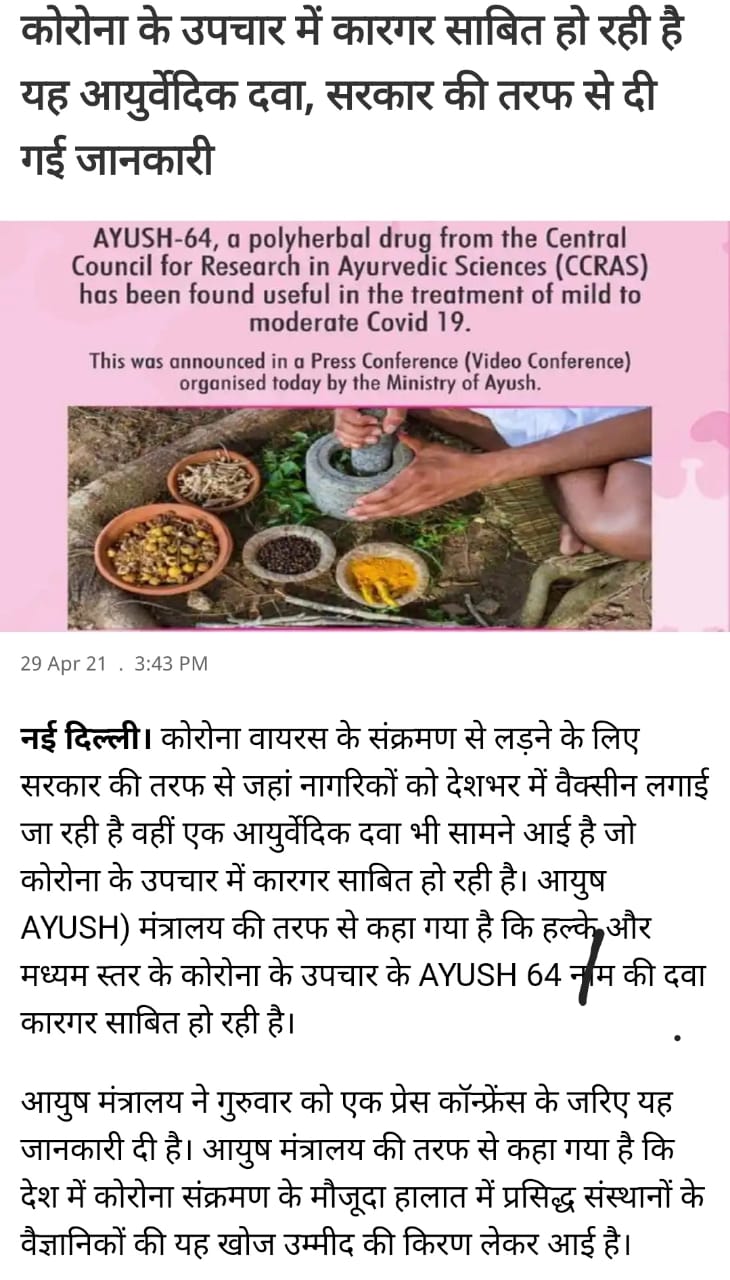 कोरोना के उपचार में कारगर साबित हो रही है
यह आयुर्वेदिक दवा, सरकार की तरफ से दी
गई जानकारी
AYUSH-64, a polyherbal drug from the Central
Council for Research in Ayurvedic Sciences (CCRAS)
has been found useful in the treatment of mild to
moderate Covid 19.
This was announced in a Press Conference (Video Conference)
organised today by the Ministry of Ayush.
29 Apr 21 . 3:43 PM
नई दिल्ली। कोरोना वायरस के संक्रमण से लड़ने के लिए
सरकार की तरफ से जहां नागरिकों को देशभर में वैक्सीन लगाई
जा रही है वहीं एक आयुर्वेदिक दवा भी सामने आई है जो
कोरोना के उपचार में कारगर साबित हो रही है। आयुष
AYUSH) मंत्रालय की तरफ से कहा गया है कि हल्के और
मध्यम स्तर के कोरोना के उपचार के AYUSH 64 नाम की दवा
कारगर साबित हो रही है।
आयुष मंत्रालय ने गुरुवार को एक प्रेस कॉन्फ्रेंस के जरिए यह
जानकारी दी है। आयुष मंत्रालय की तरफ से कहा गया है कि
देश में कोरोना संक्रमण के मौजूदा हालात में प्रसिद्ध संस्थानों के
वैज्ञानिकों की यह खोज उम्मीद की किरण लेकर आई है।